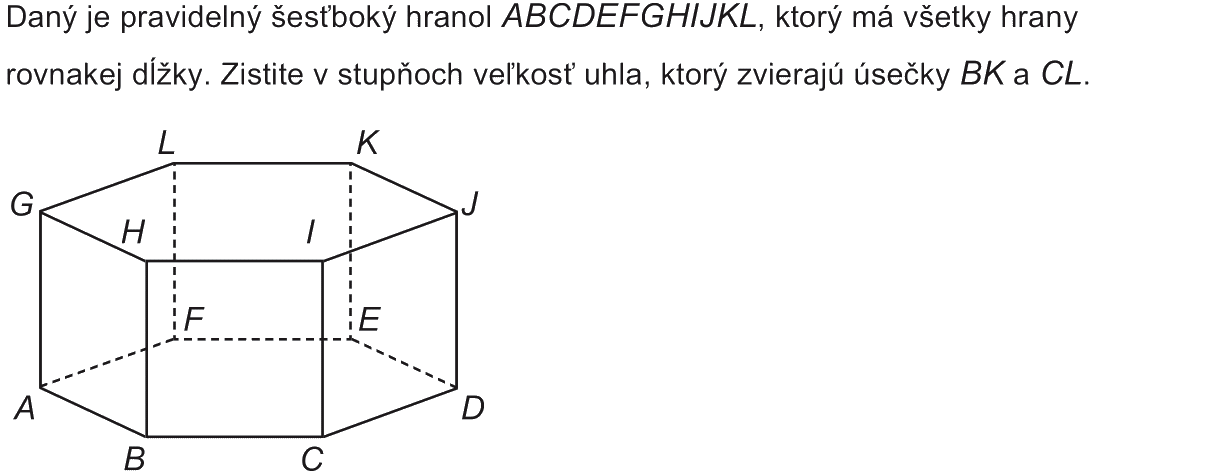 Daný je pravidelný šesťboký hranol ABCDEFGHIJKL, ktorý má všetky hrany
rovnakej dĺžky. Zistite v stupňoch veľkosť uhla, ktorý zvierajú úsečky BK a CL.
L K
G J
H I
F E
A D
B C